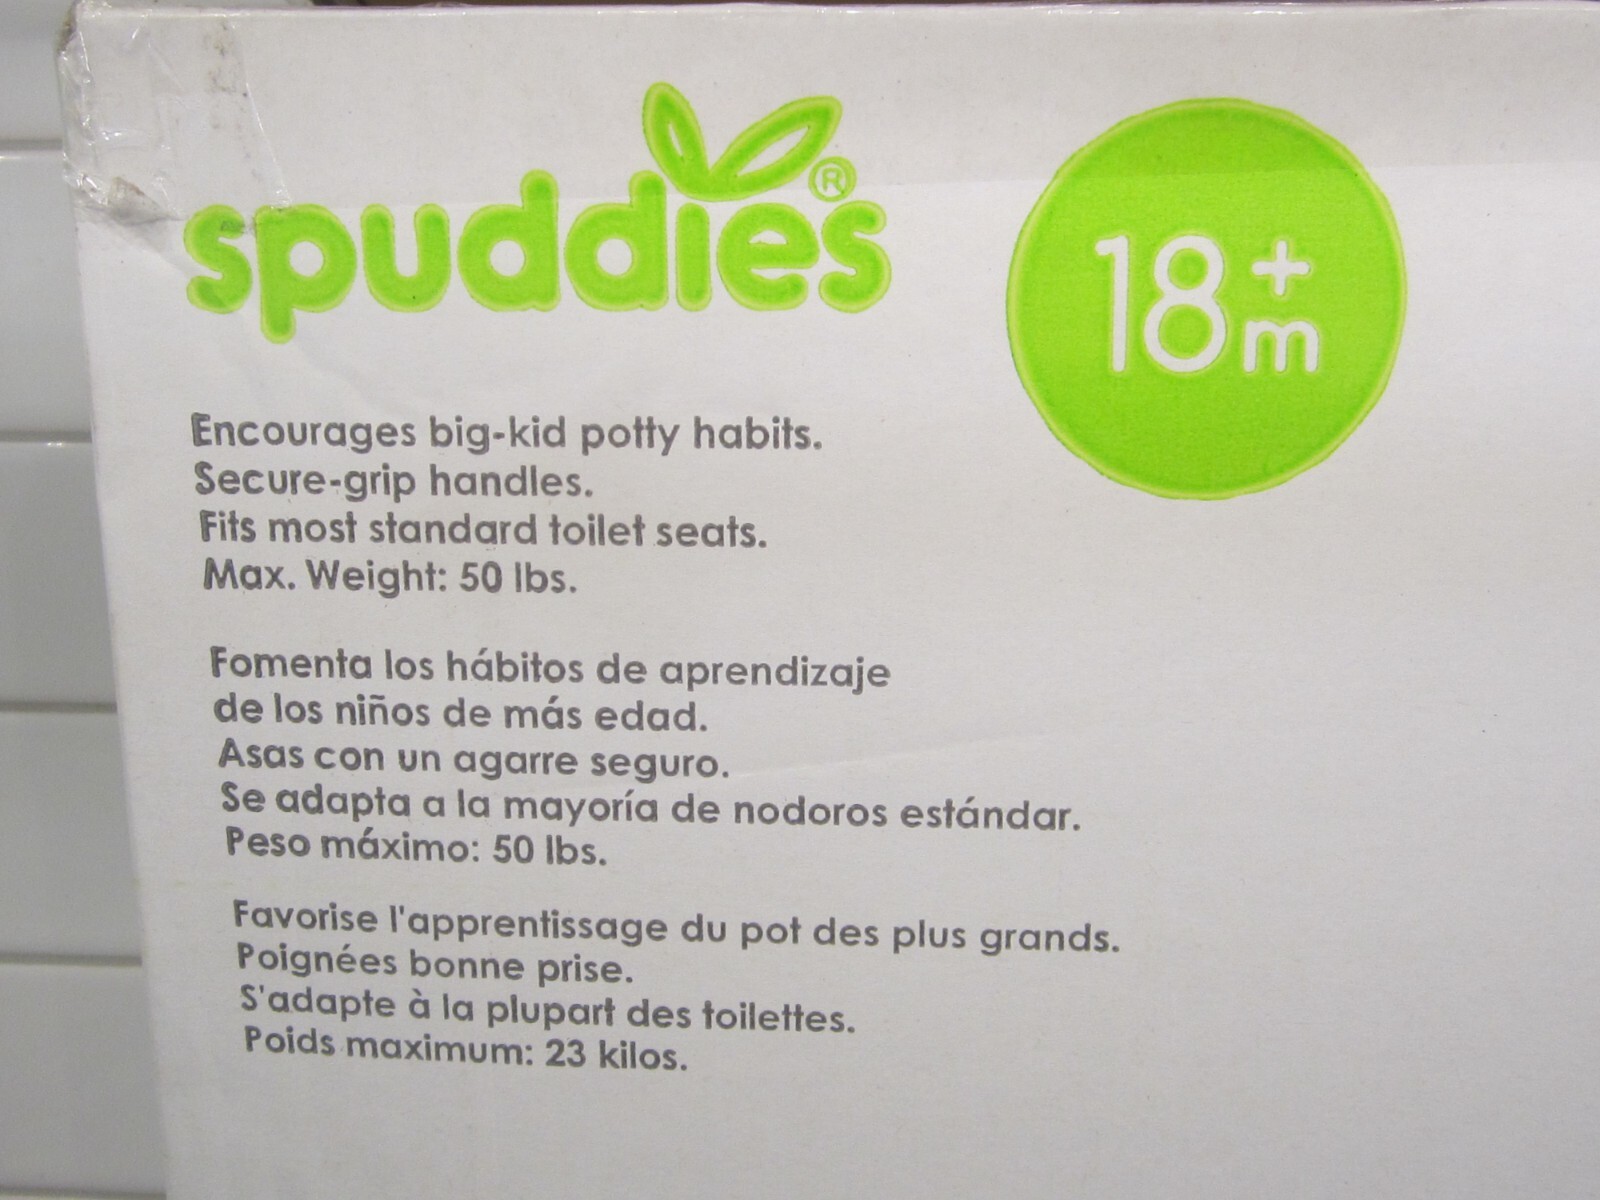 spuddies®
18+
m
Encourages big-kid potty habits.
Secure-grip handles.
Fits most standard toilet seats.
Max. Weight: 50 lbs.
Fomenta los hábitos de aprendizaje
de los niños de más edad.
Asas con un agarre seguro.
Se adapta a la mayoría de nodoros estándar.
Peso máximo: 50 lbs.
Favorise l'apprentissage du pot des plus grands.
Poignées bonne prise.
S'adapte à la plupart des toilettes.
Poids maximum: 23 kilos.